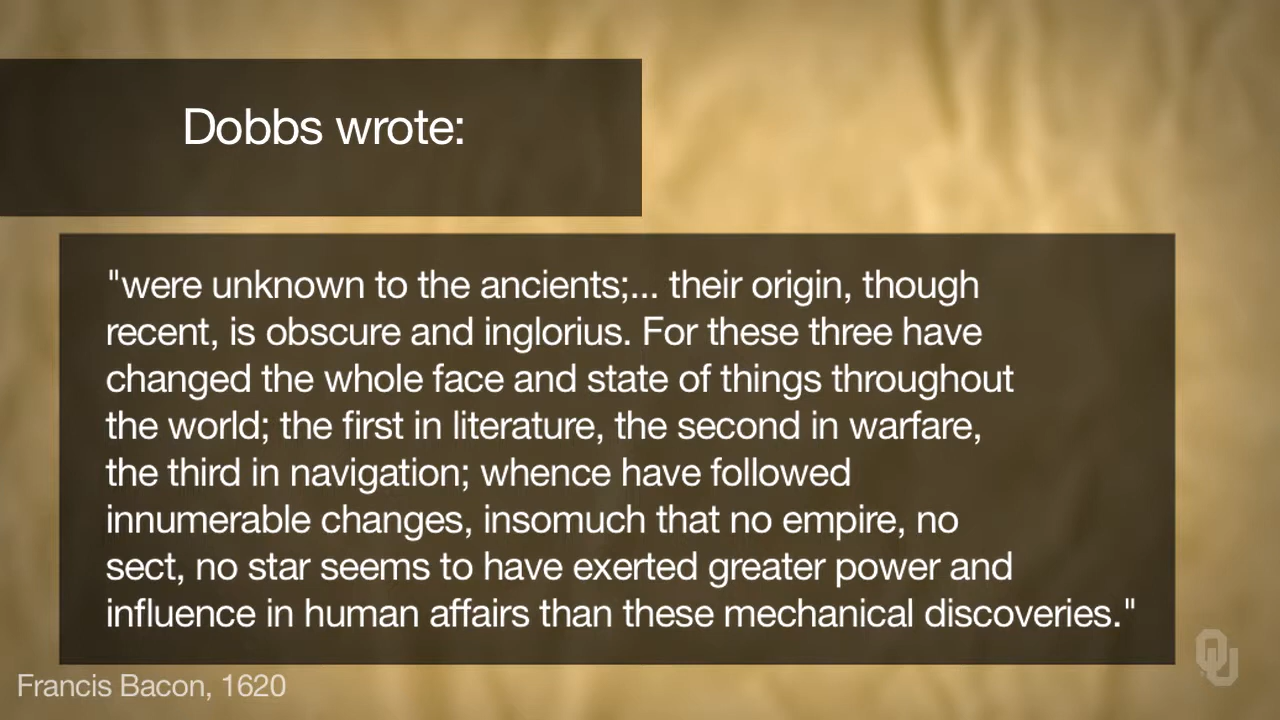 Dobbs wrote:
"were unknown to the ancients;... their origin, though
recent, is obscure and inglorius. For these three have
changed the whole face and state of things throughout
the world; the first in literature, the second in warfare,
the third in navigation; whence have followed
innumerable changes, insomuch that no empire, no
sect, no star seems to have exerted greater power and
influence in human affairs than these mechanical discoveries."
Francis Bacon, 1620
OU